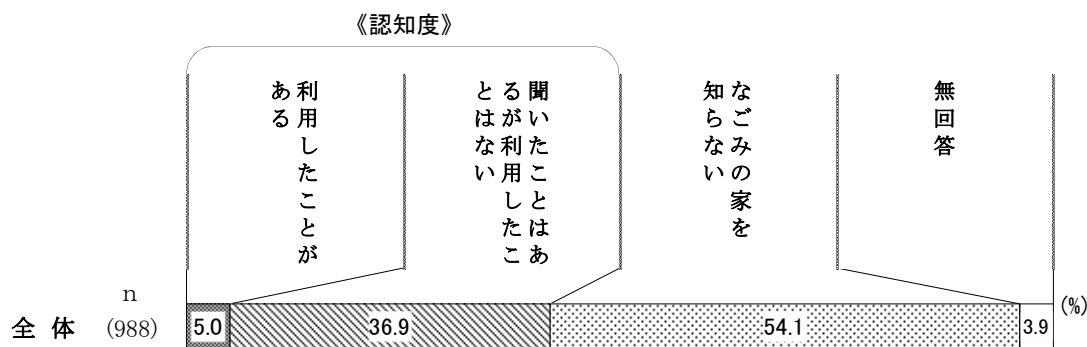 《認知度》
利用したことが
ある
聞いたことはあ
るが利用したこ
とはない
なごみの家を
知らない
無回答
n
(%)
全体 (988) 5.0 36.9 54.1 3.9